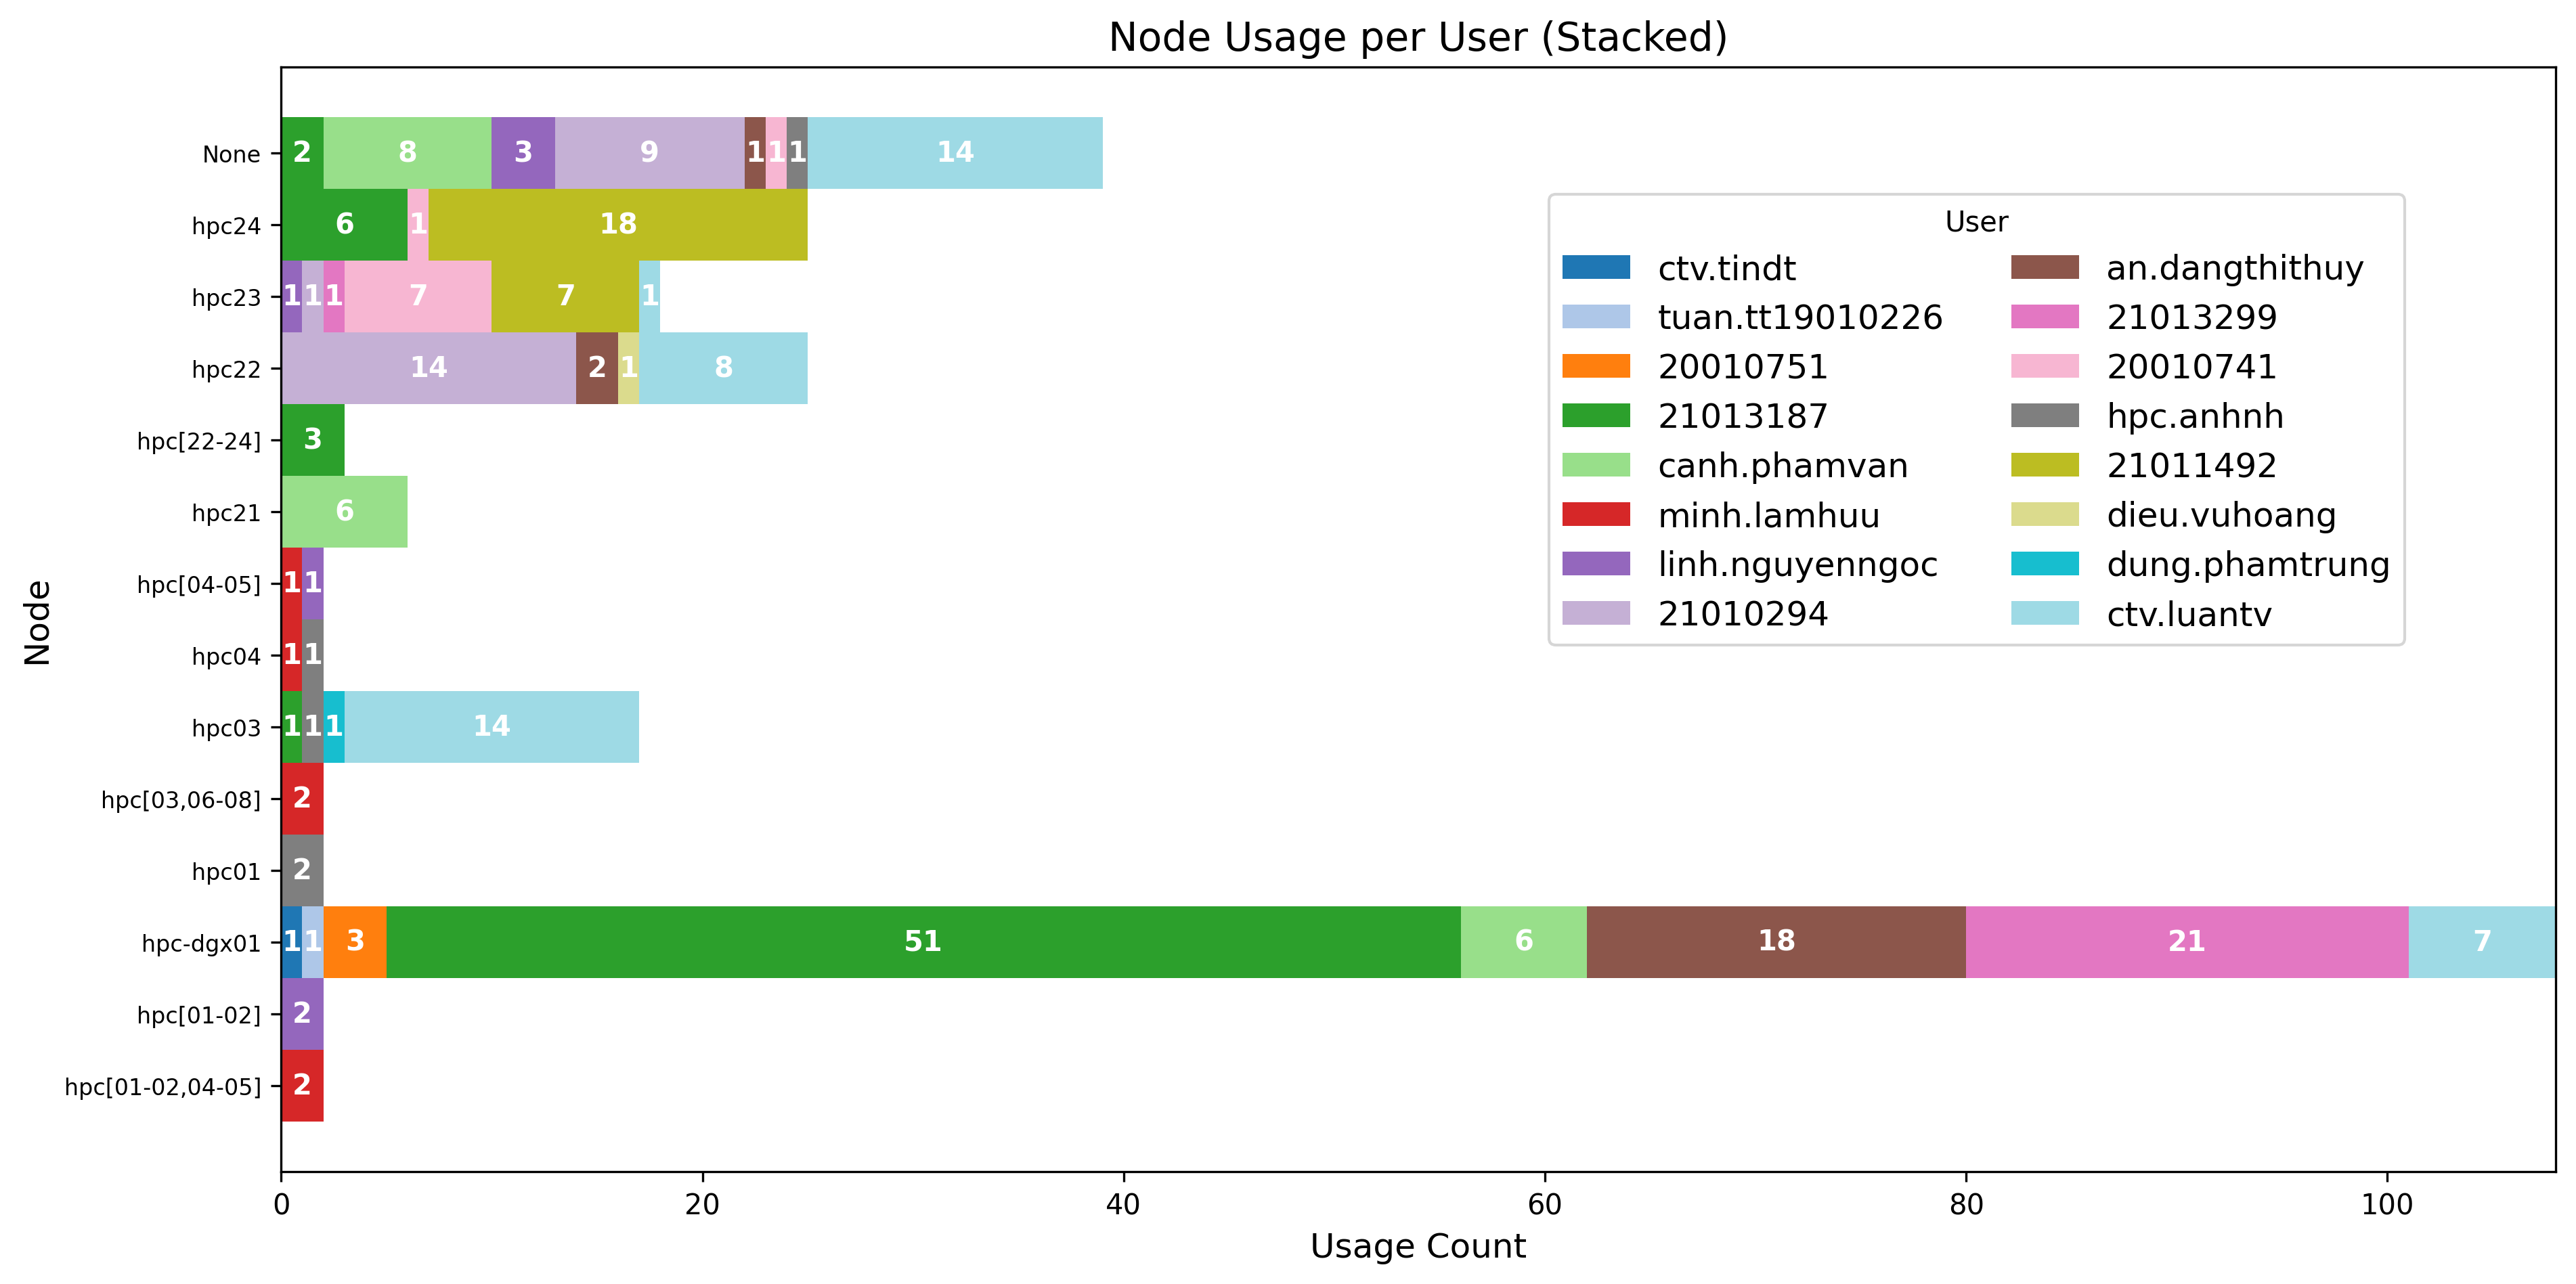 Node Usage per User (Stacked)
None 2 8 3 9 1 1 1 14
hpc24 6 1 18
hpc23 1 1 1 7 7 1
hpc22 14 2 1 8
hpc[22-24] 3
hpc21 6
hpc[04-05] 1 1
hpc04 1 1
hpc03 1 1 1 14
hpc[03,06-08] 2
hpc01 2
hpc-dgx01 1 1 3 51 6 18 21 7
hpc[01-02] 2
hpc[01-02,04-05] 2
Node
0 20 40 60 80 100
Usage Count
User
ctv.tindt
tuan.tt19010226
20010751
21013187
canh.phamvan
minh.lamhuu
linh.nguyenngoc
21010294
an.dangthithuy
21013299
20010741
hpc.anhnh
21011492
dieu.vuhoang
dung.phamtrung
ctv.luantv